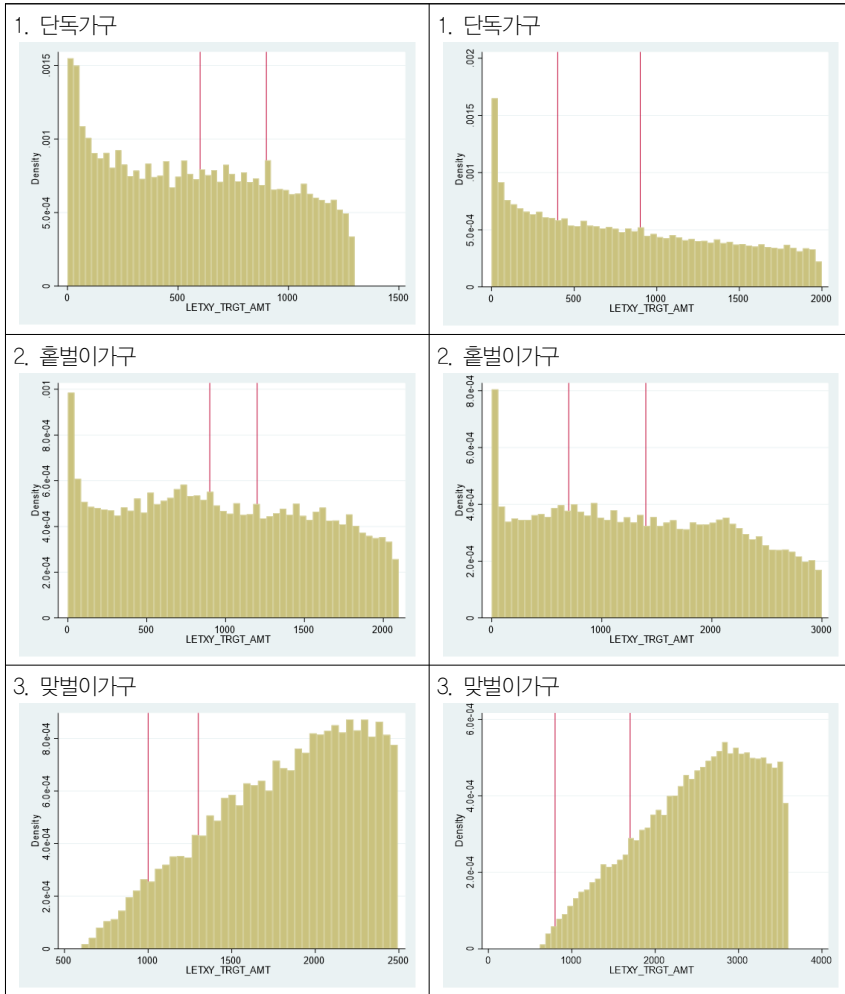 1. 단독가구
Density
0 5.0e-04 .001 .0015
0 500 1000 1500
LETXY_TRGT_AMT
1. 단독가구
Density
0 5.0e-04 .001 .0015 .002
0 500 1000 1500 2000
LETXY_TRGT_AMT
2. 홑벌이가구
Density
0 2.0e-04 4.0e-04 6.0e-04 8.0e-04 .001
0 500 1000 1500 2000
LETXY_TRGT_AMT
2. 홑벌이가구
Density
0 2.0e-04 4.0e-04 6.0e-04 8.0e-04
0 1000 2000 3000
LETXY_TRGT_AMT
3. 맞벌이가구
Density
0 2.0e-04 4.0e-04 6.0e-04 8.0e-04
500 1000 1500 2000 2500
LETXY_TRGT_AMT
3. 맞벌이가구
Density
0 2.0e-04 4.0e-04 6.0e-04
0 1000 2000 3000 4000
LETXY_TRGT_AMT